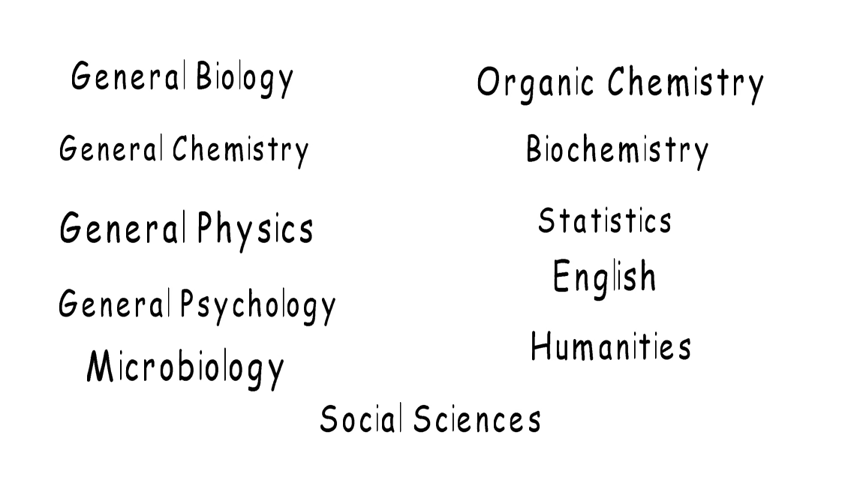 General Biology
General Chemistry
General Physics
General Psychology
Microbiology
Organic Chemistry
Biochemistry
Statistics
English
Humanities
Social Sciences